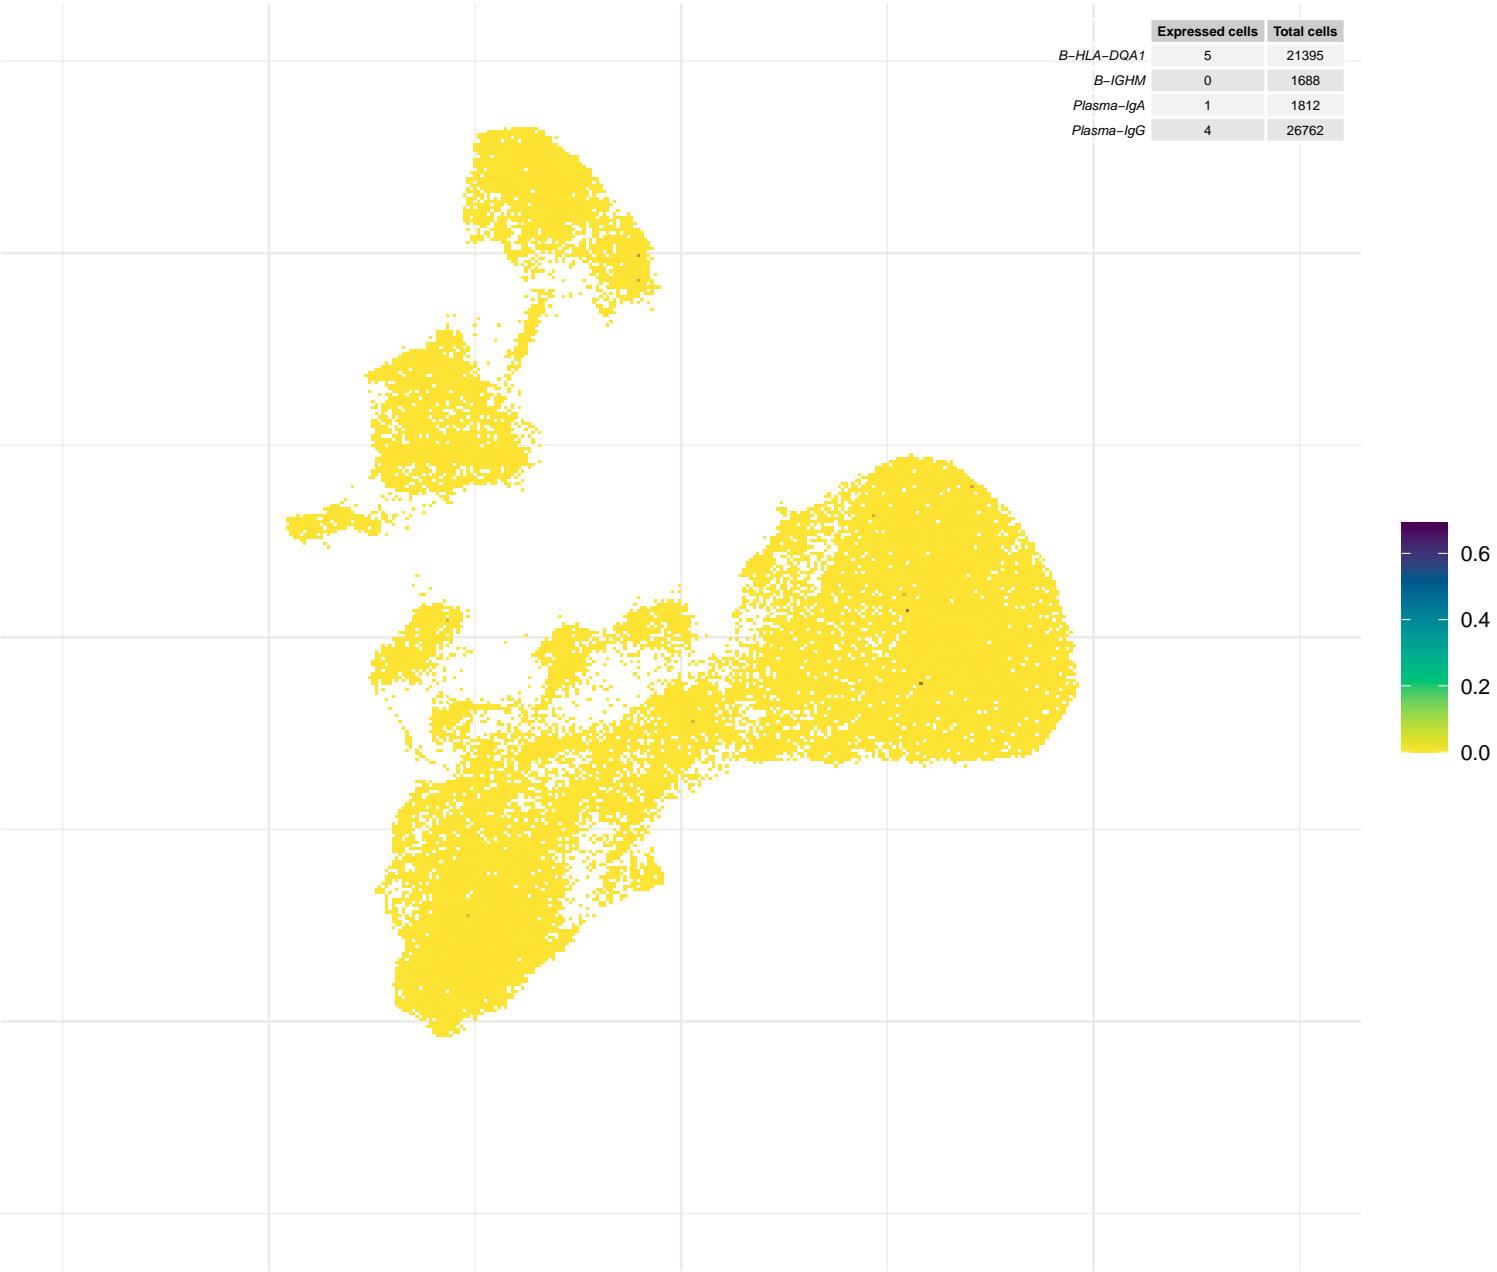 Expressed cells Total cells
B−HLA−DQA1 5 21395
B−IGHM 0 1688
Plasma−IgA 1 1812
Plasma−IgG 4 26762
0.6
0.4
0.2
0.0